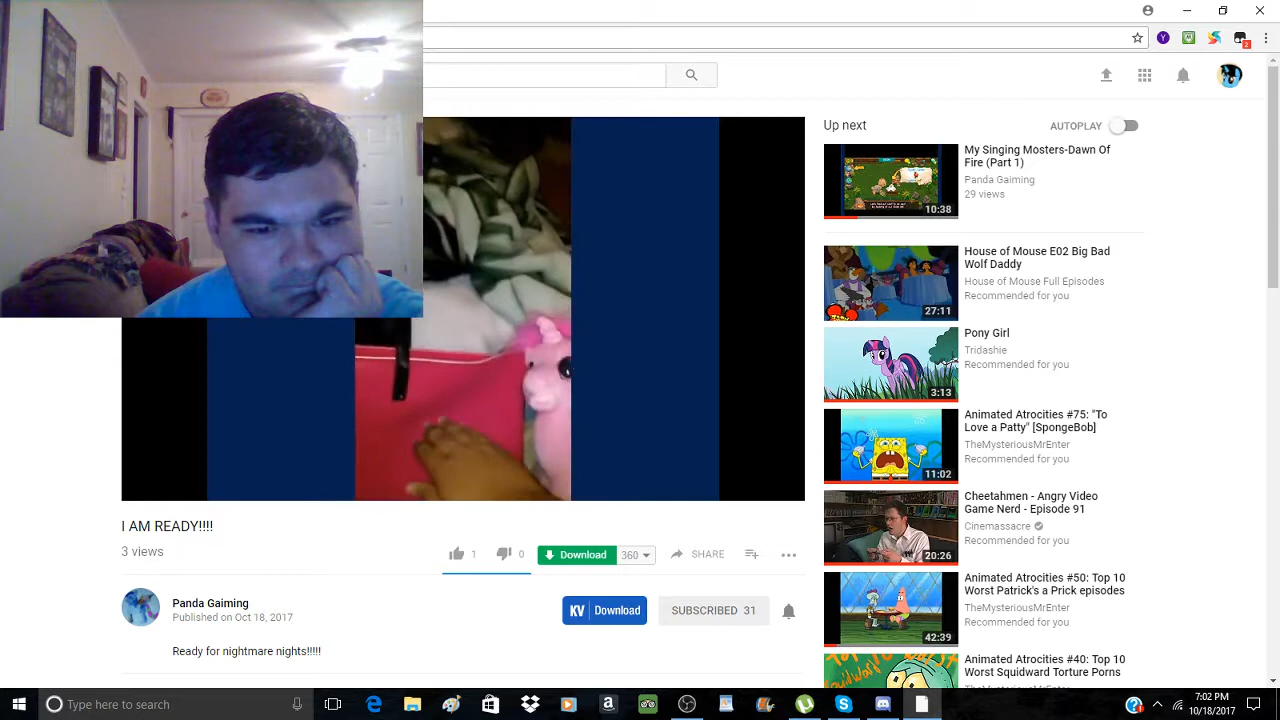 Up next
AUTOPLAY
My Singing Mosters-Dawn Of
Fire (Part 1)
Panda Gaiming
29 views
10:38
House of Mouse E02 Big Bad
Wolf Daddy
House of Mouse Full Episodes
Recommended for you
27:11
Pony Girl
Tridashie
Recommended for you
3:13
Animated Atrocities #75: "To
Love a Patty" [SpongeBob]
TheMysteriousMrEnter
Recommended for you
11:02
Cheetahmen - Angry Video
Game Nerd - Episode 91
Cinemassacre
Recommended for you
20:26
Animated Atrocities #50: Top 10
Worst Patrick's a Prick episodes
TheMysteriousMrEnter
Recommended for you
42:39
Animated Atrocities #40: Top 10
Worst Squidward Torture Porns
I AM READY!!!!
3 views
1
0
Download
360
SHARE
Panda Gaiming
Published on Oct 18, 2017
KV Download
SUBSCRIBED 31
Ready for nightmare nights!!!!!
Type here to search
7:02 PM
10/18/2017